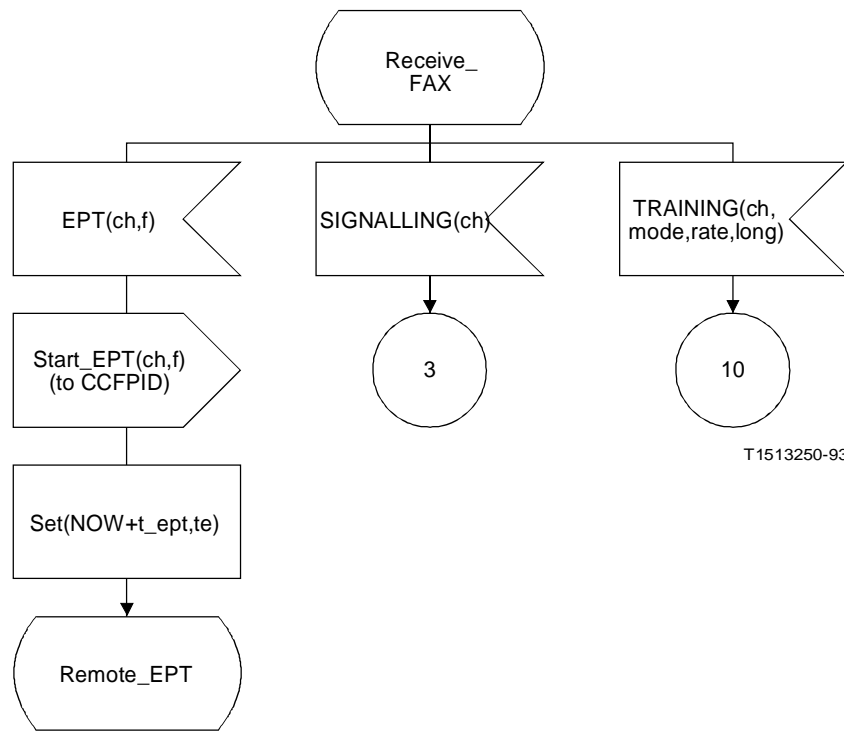 Receive_
FAX
EPT(ch,f)
SIGNALLING(ch)
TRAINING(ch,
mode,rate,long)
Start_EPT(ch,f)
(to CCFPID)
3
10
T1513250-93
Set(NOW+t_ept,te)
Remote_EPT